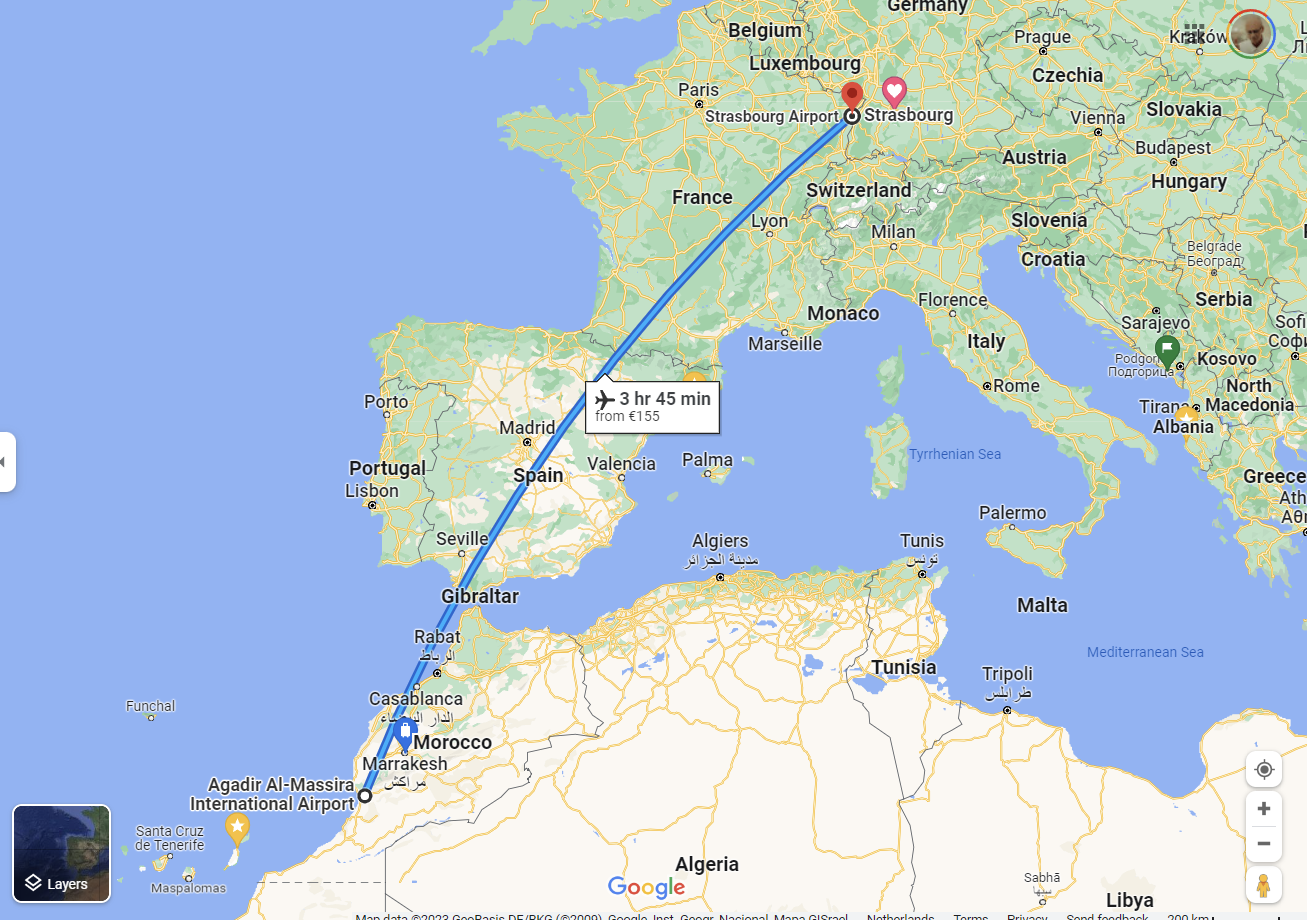 Germany
Belgium
Prague
Kraków
Luxembourg
Czechia
Paris
Slovakia
Strasbourg Airport
Strasbourg
Vienna
Budapest
Austria
Hungary
Switzerland
France
Slovenia
Lyon
Milan
Belgrade
Београд
Croatia
Florence
Serbia
Monaco
Sarajevo
Marseille
Italy
Kosovo
Подгорица
Rome
North
Macedonia
3 hr 45 min
from €155
Porto
Tirana
Albania
Madrid
Tyrrhenian Sea
Palma
Valencia
Portugal
Spain
Greece
Lisbon
Palermo
Seville
Algiers
مدينة الجزائر
Tunis
تونس
Gibraltar
Malta
Rabat
الرباط
Mediterranean Sea
Tunisia
Tripoli
طرابلس
Casablanca
Funchal
Morocco
Marrakesh
مراكش
Agadir Al-Massira
International Airport
Santa Cruz
de Tenerife
Maspalomas
Layers
Algeria
Google
Sabhā
سبها
Libya
Map data ©2023 GeoBasis-DE/BKG (©2009), Google, Inst. Geogr. Nacional, Mapa GISrael Netherlands Terms Privacy Send feedback 200 km